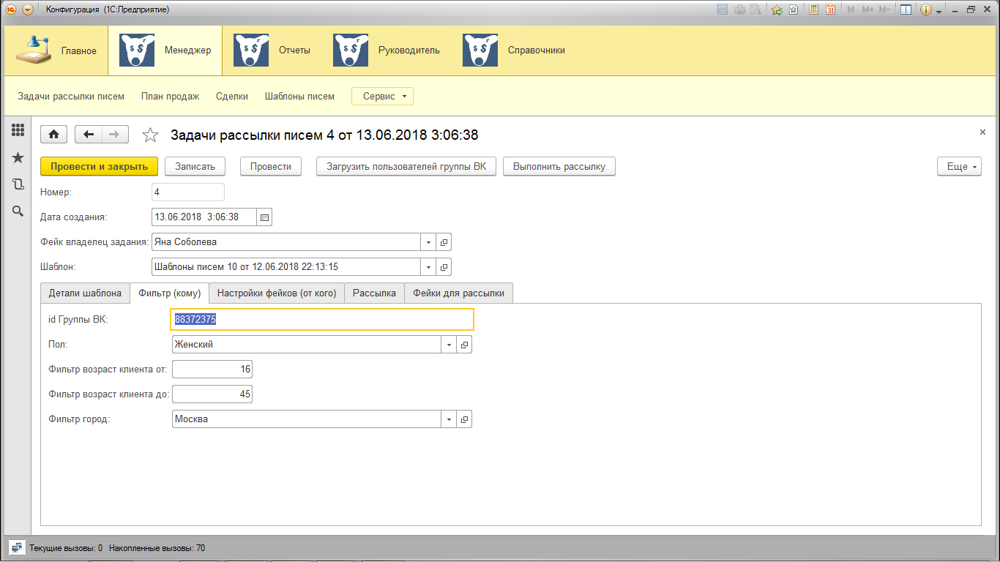 Конфигурация (1С:Предприятие)
M M+ M-
31
Главное Менеджер Отчеты Руководитель Справочники
Задачи рассылки писем План продаж Сделки Шаблоны писем Сервис
Задачи рассылки писем 4 от 13.06.2018 3:06:38
Провести и закрыть Записать Провести Загрузить пользователей группы ВК Выполнить рассылку Еще
Номер: 4
Дата создания: 13.06.2018 3:06:38
Фейк владелец задания: Яна Соболева
Шаблон: Шаблоны писем 10 от 12.06.2018 22:13:15
Детали шаблона Фильтр (кому) Настройки фейков (от кого) Рассылка Фейки для рассылки
id Группы ВК: 88372375
Пол: Женский
Фильтр возраст клиента от: 16
Фильтр возраст клиента до: 45
Фильтр город: Москва
Текущие вызовы: 0 Накопленные вызовы: 70